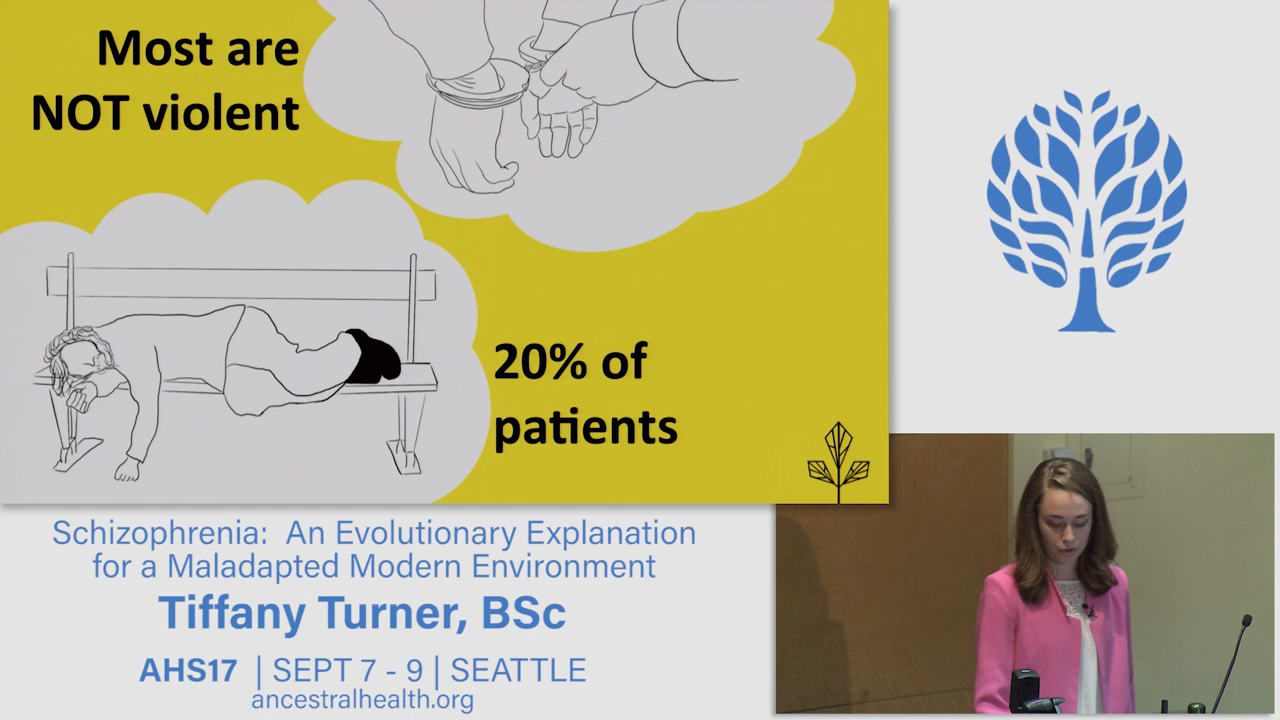 Most are
NOT violent
20% of
patients
Schizophrenia:  An Evolutionary Explanation
for a Maladapted Modern Environment
Tiffany Turner, BSc
AHS17 | SEPT 7 - 9 | SEATTLE
ancestralhealth.org